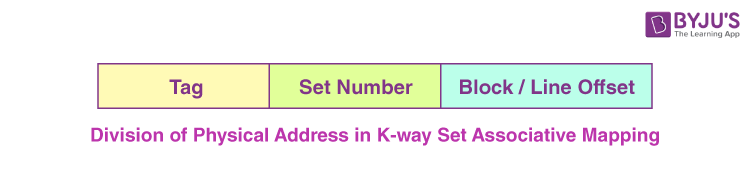 BYJU'S
The Learning App
Tag Set Number Block / Line Offset
Division of Physical Address in K-way Set Associative Mapping